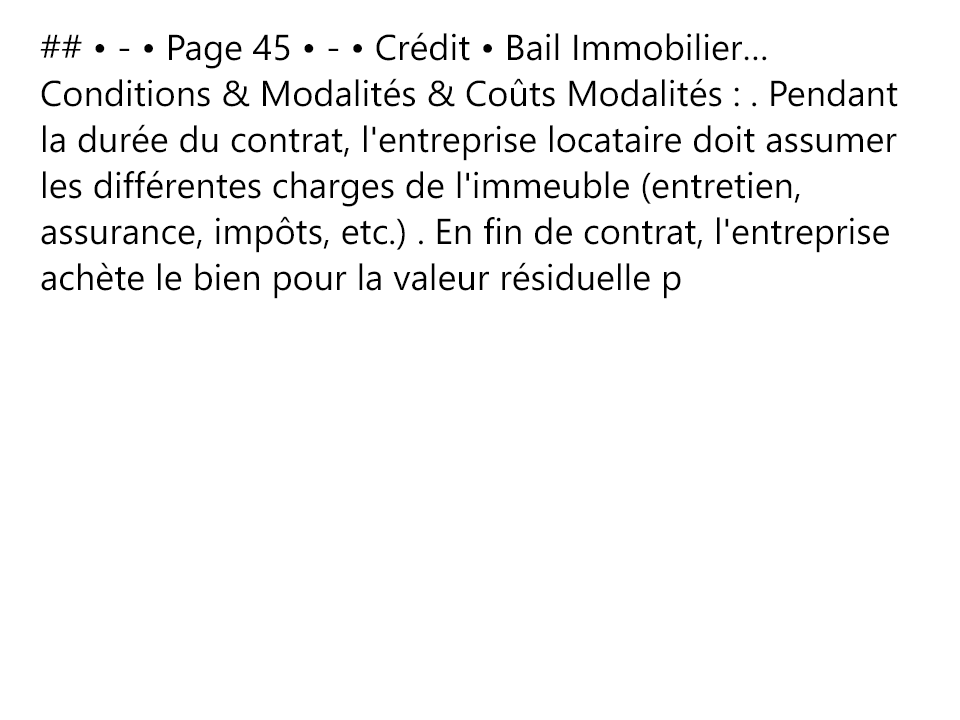 ## • - • Page 45 • - • Crédit • Bail Immobilier...
Conditions & Modalités & Coûts Modalités : . Pendant
la durée du contrat, l'entreprise locataire doit assumer
les différentes charges de l'immeuble (entretien,
assurance, impôts, etc.) . En fin de contrat, l'entreprise
achète le bien pour la valeur résiduelle p